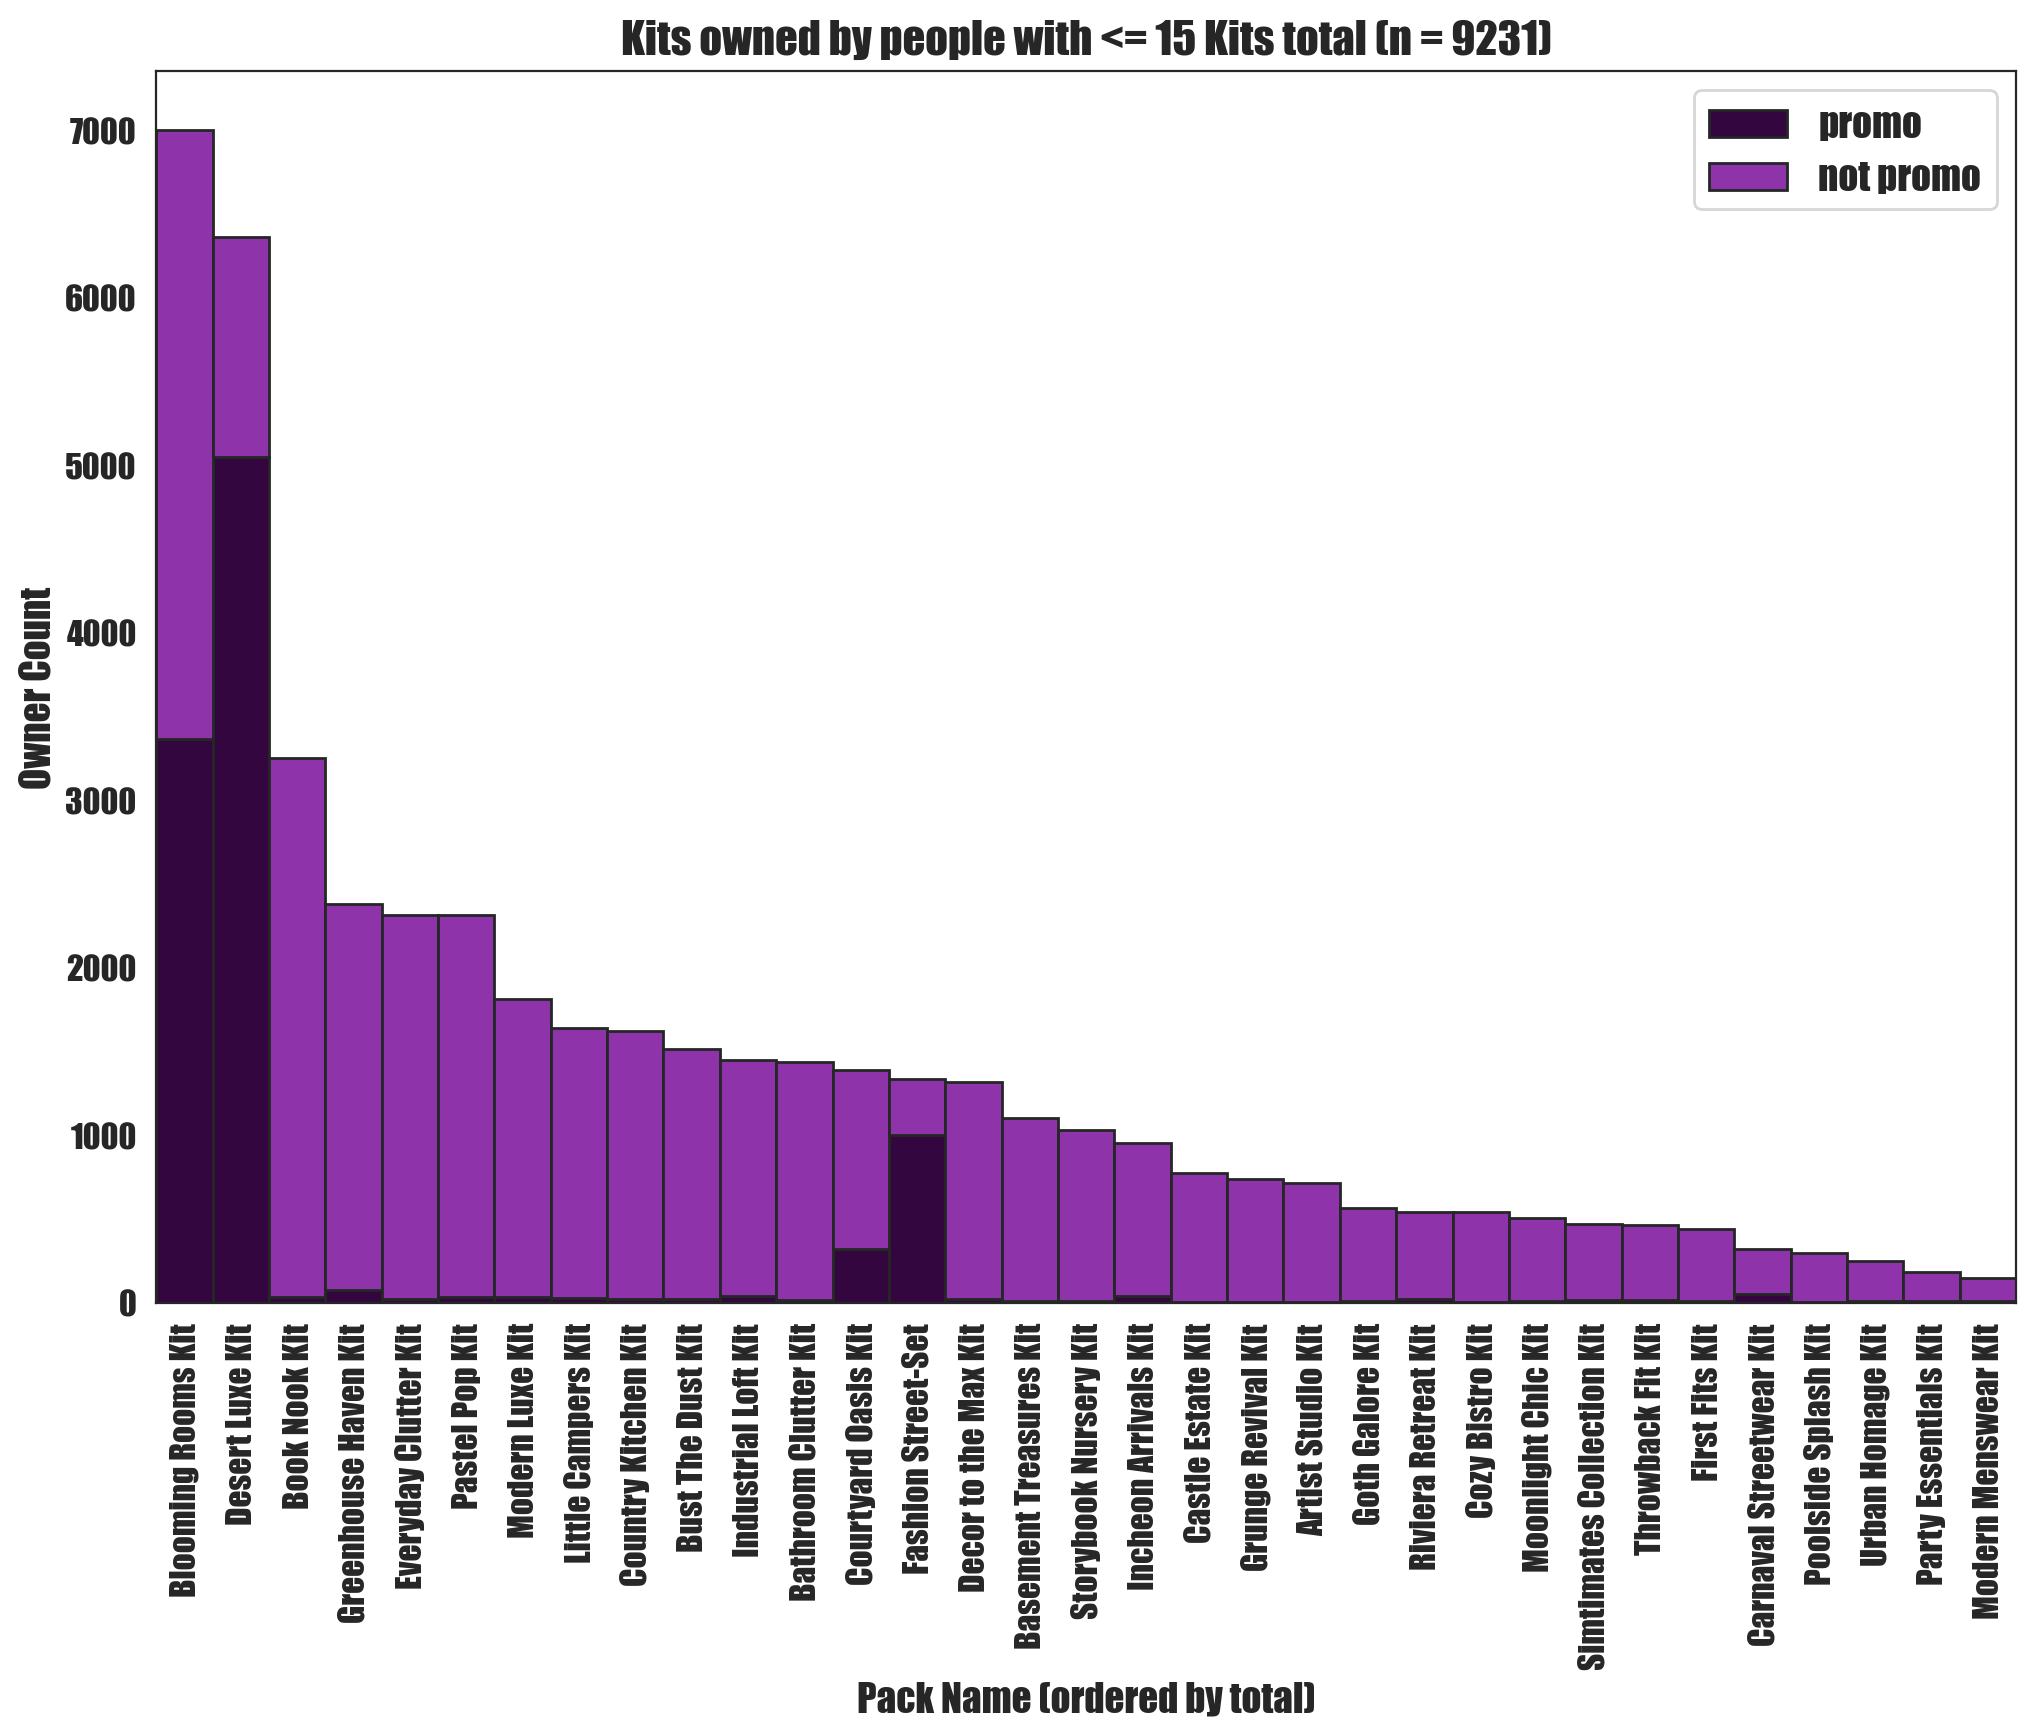 Kits owned by people with <= 15 Kits total (n = 9231)
promo
not promo
7000
6000
5000
4000
3000
2000
1000
0
Owner Count
Blooming Rooms Kit
Desert Luxe Kit
Book Nook Kit
Greenhouse Haven Kit
Everyday Clutter Kit
Pastel Pop Kit
Modern Luxe Kit
Little Campers Kit
Country Kitchen Kit
Bust The Dust Kit
Industrial Loft Kit
Bathroom Clutter Kit
Courtyard Oasis Kit
Fashion Street-Set
Decor to the Max Kit
Basement Treasures Kit
Storybook Nursery Kit
Incheon Arrivals Kit
Castle Estate Kit
Grunge Revival Kit
Artist Studio Kit
Goth Galore Kit
Riviera Retreat Kit
Cozy Bistro Kit
Moonlight Chic Kit
Simtimates Collection Kit
Throwback Fit Kit
First Fits Kit
Carnaval Streetwear Kit
Poolside Splash Kit
Urban Homage Kit
Party Essentials Kit
Modern Menswear Kit
Pack Name (ordered by total)